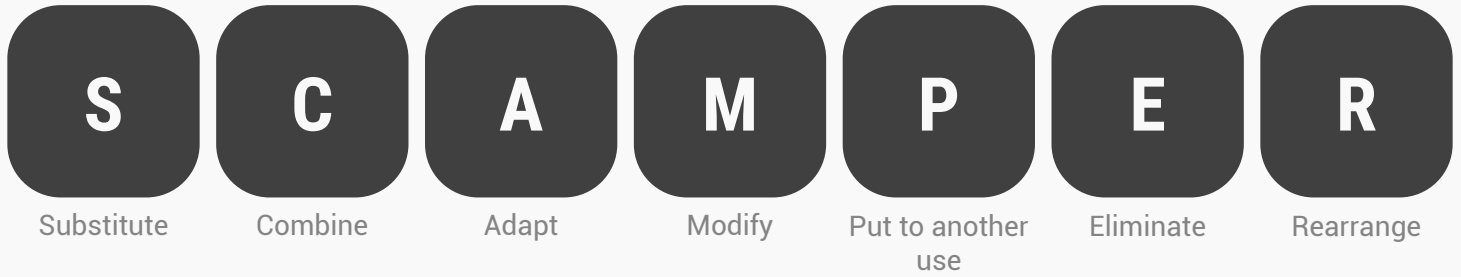 S C A M P E R
Substitute Combine Adapt Modify Put to another use Eliminate Rearrange